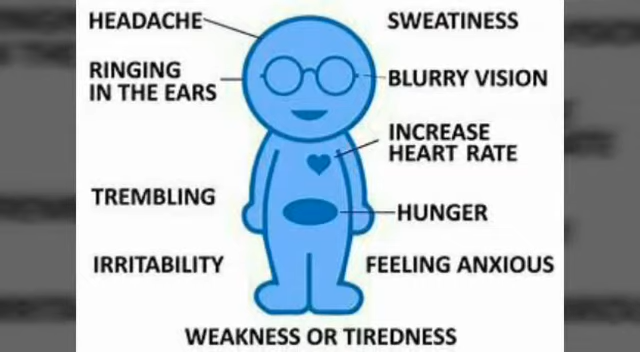 HEADACHE
SWEATINESS
RINGING
IN THE EARS
BLURRY VISION
INCREASE
HEART RATE
TREMBLING
HUNGER
IRRITABILITY
FEELING ANXIOUS
WEAKNESS OR TIREDNESS